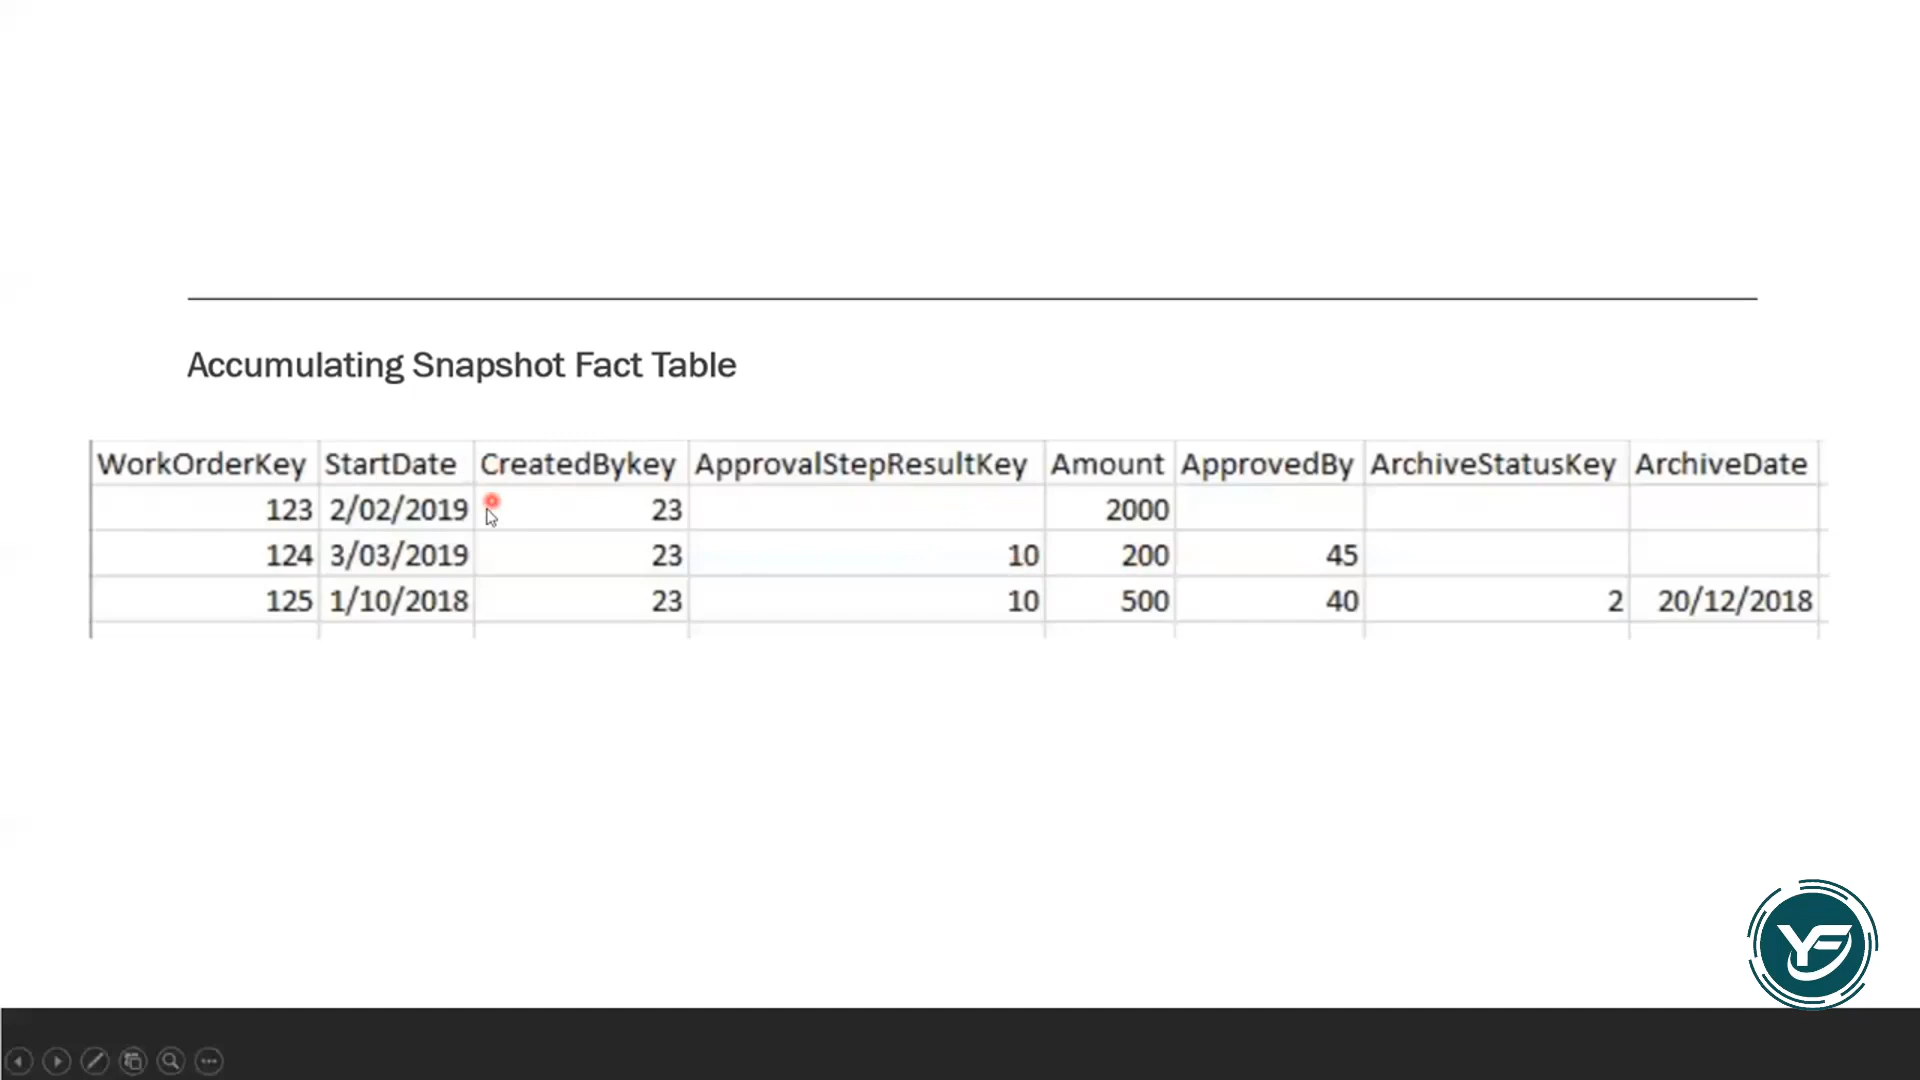 Accumulating Snapshot Fact Table
WorkOrderKey StartDate CreatedBykey ApprovalStepResultKey Amount ApprovedBy ArchiveStatusKey ArchiveDate
123 2/02/2019 23 2000
124 3/03/2019 23 10 200 45
125 1/10/2018 23 10 500 40 2 20/12/2018
YF